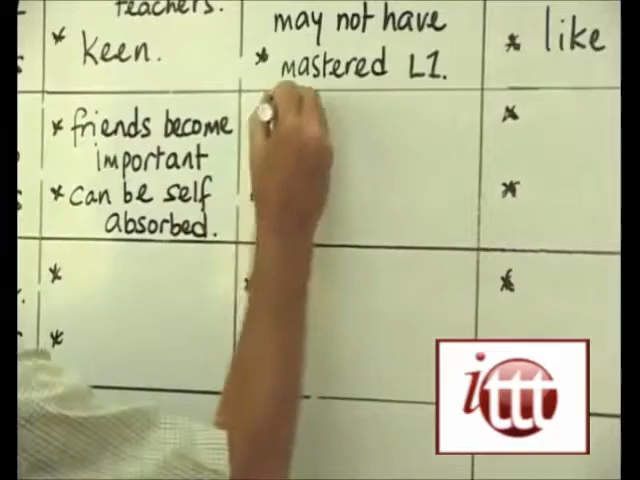 teachers.
* Keen.
may not have
* mastered L1.
* like
*
* friends become
important
* can be self
absorbed.
*
*
*
*
*
ittt